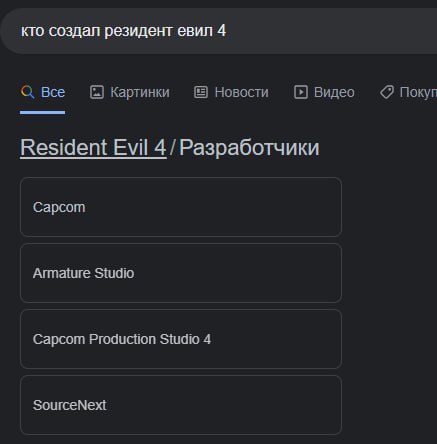 кто создал резидент евил 4
Все Картинки Новости Видео Покуп
Resident Evil 4/Разработчики
Capcom
Armature Studio
Capcom Production Studio 4
SourceNext